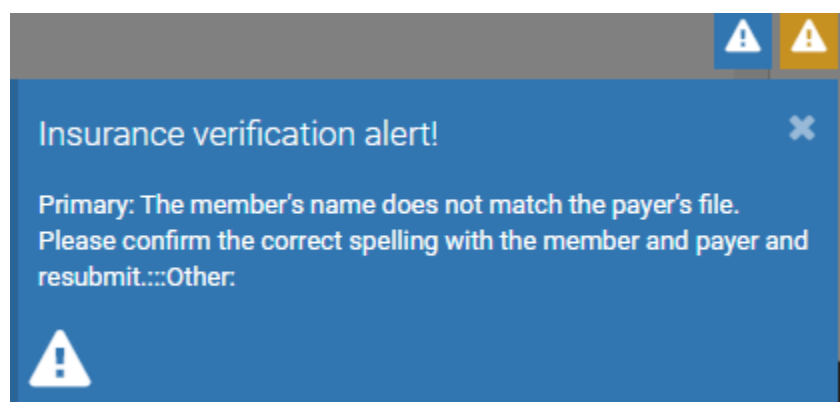 Insurance verification alert!
Primary: The member's name does not match the payer's file.
Please confirm the correct spelling with the member and payer and
resubmit.:::Other: